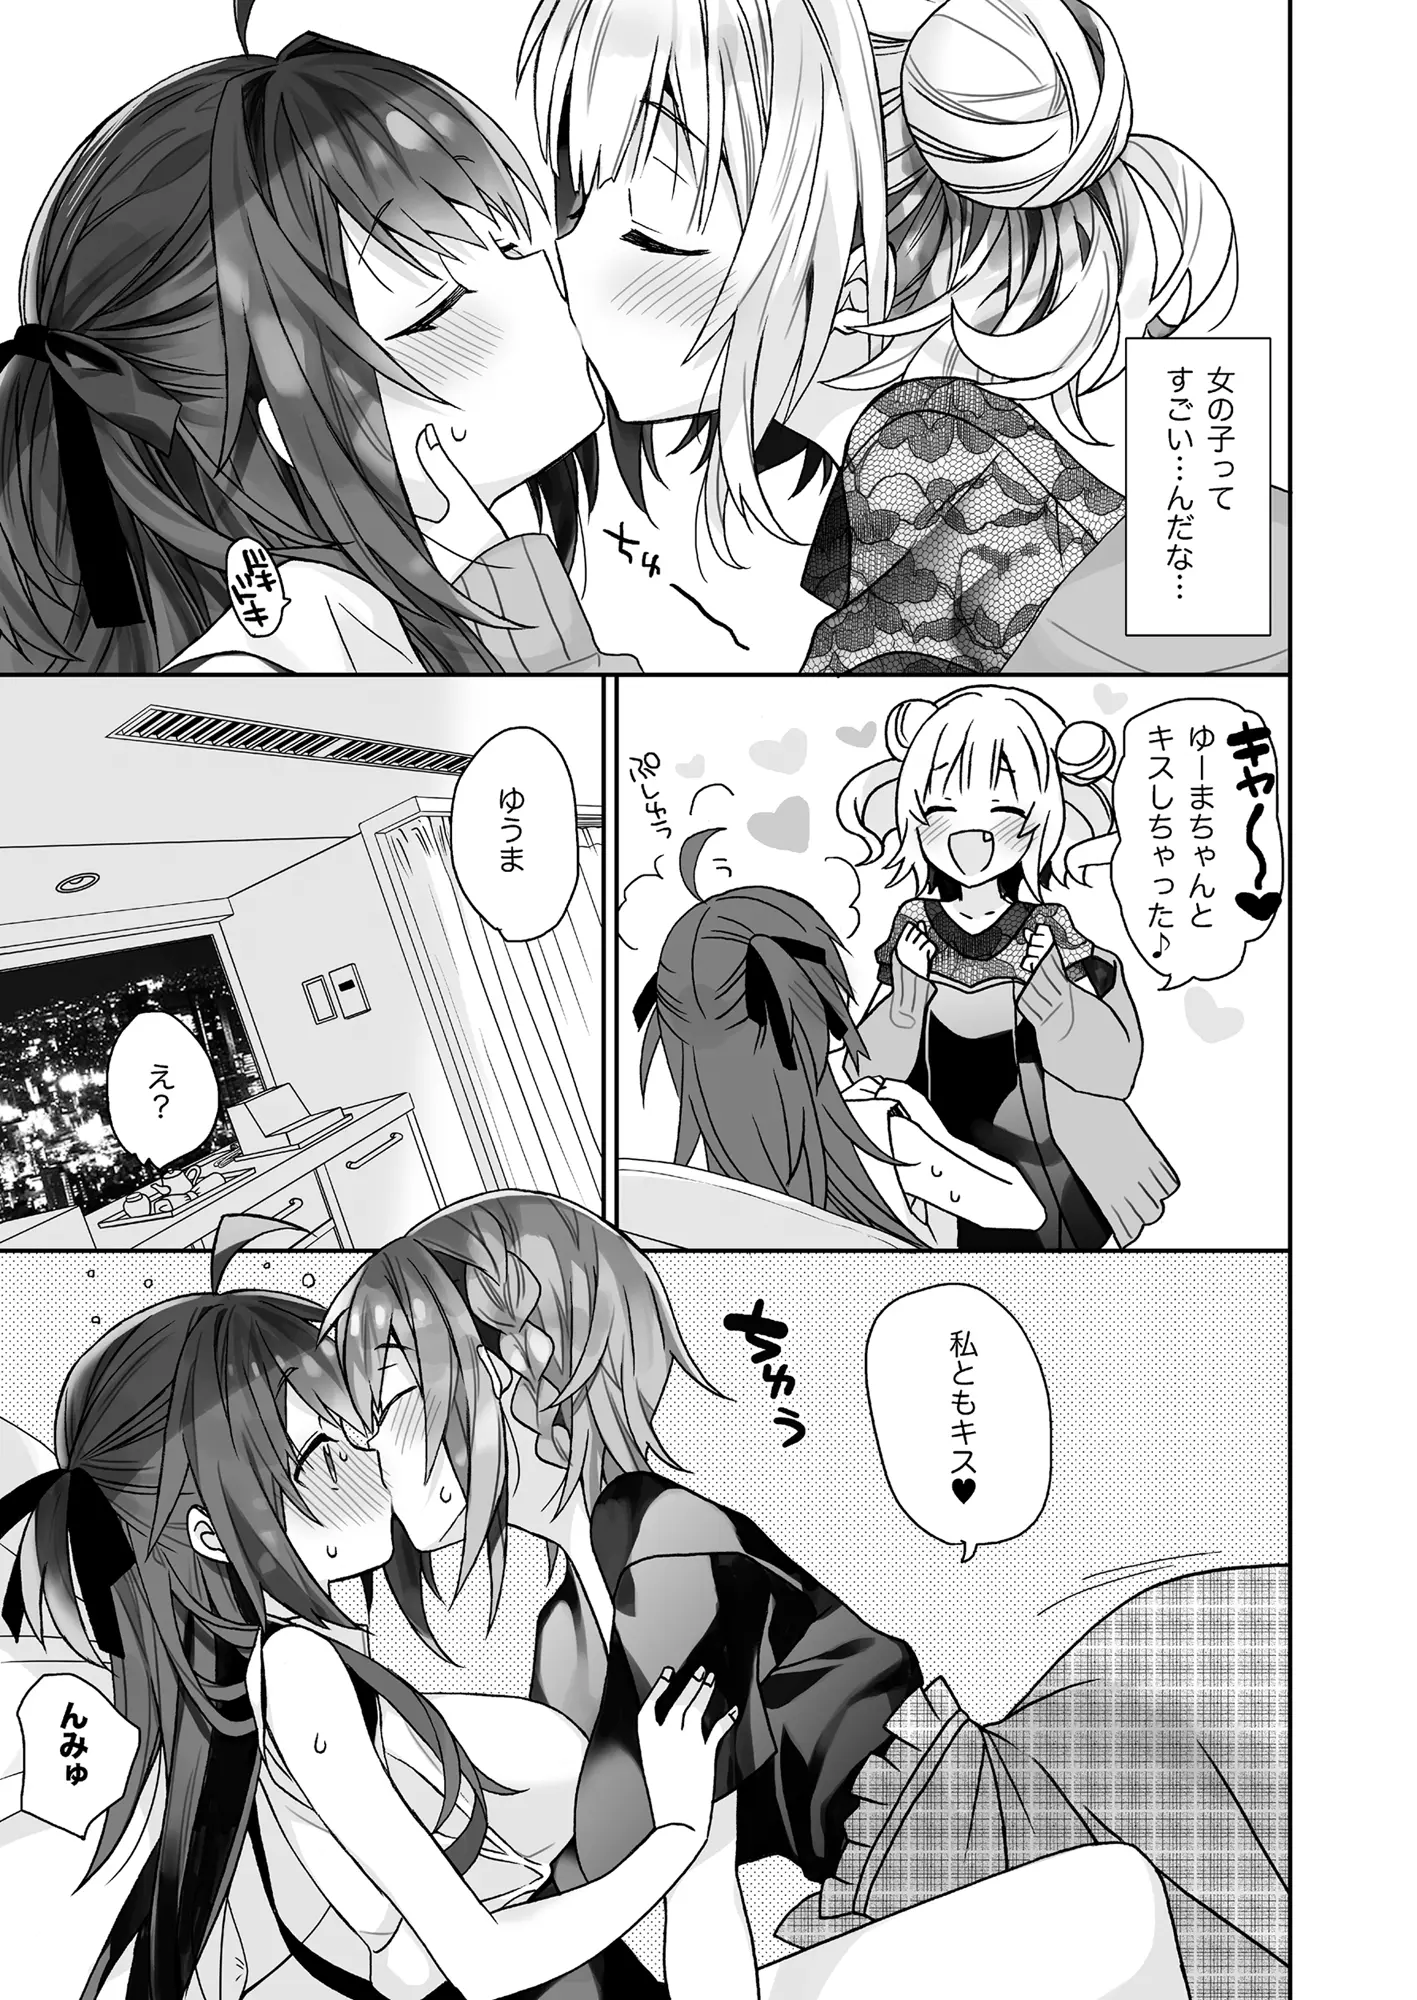 女の子って
すごい…んだな…
ちゅ
ドキ
ドキ
キャ～♥
ゆーまちゃんと
キスしちゃった♪
ぷしゅう
ゆうま
え？
私ともキス♥
ちゅぅ
んみゅ